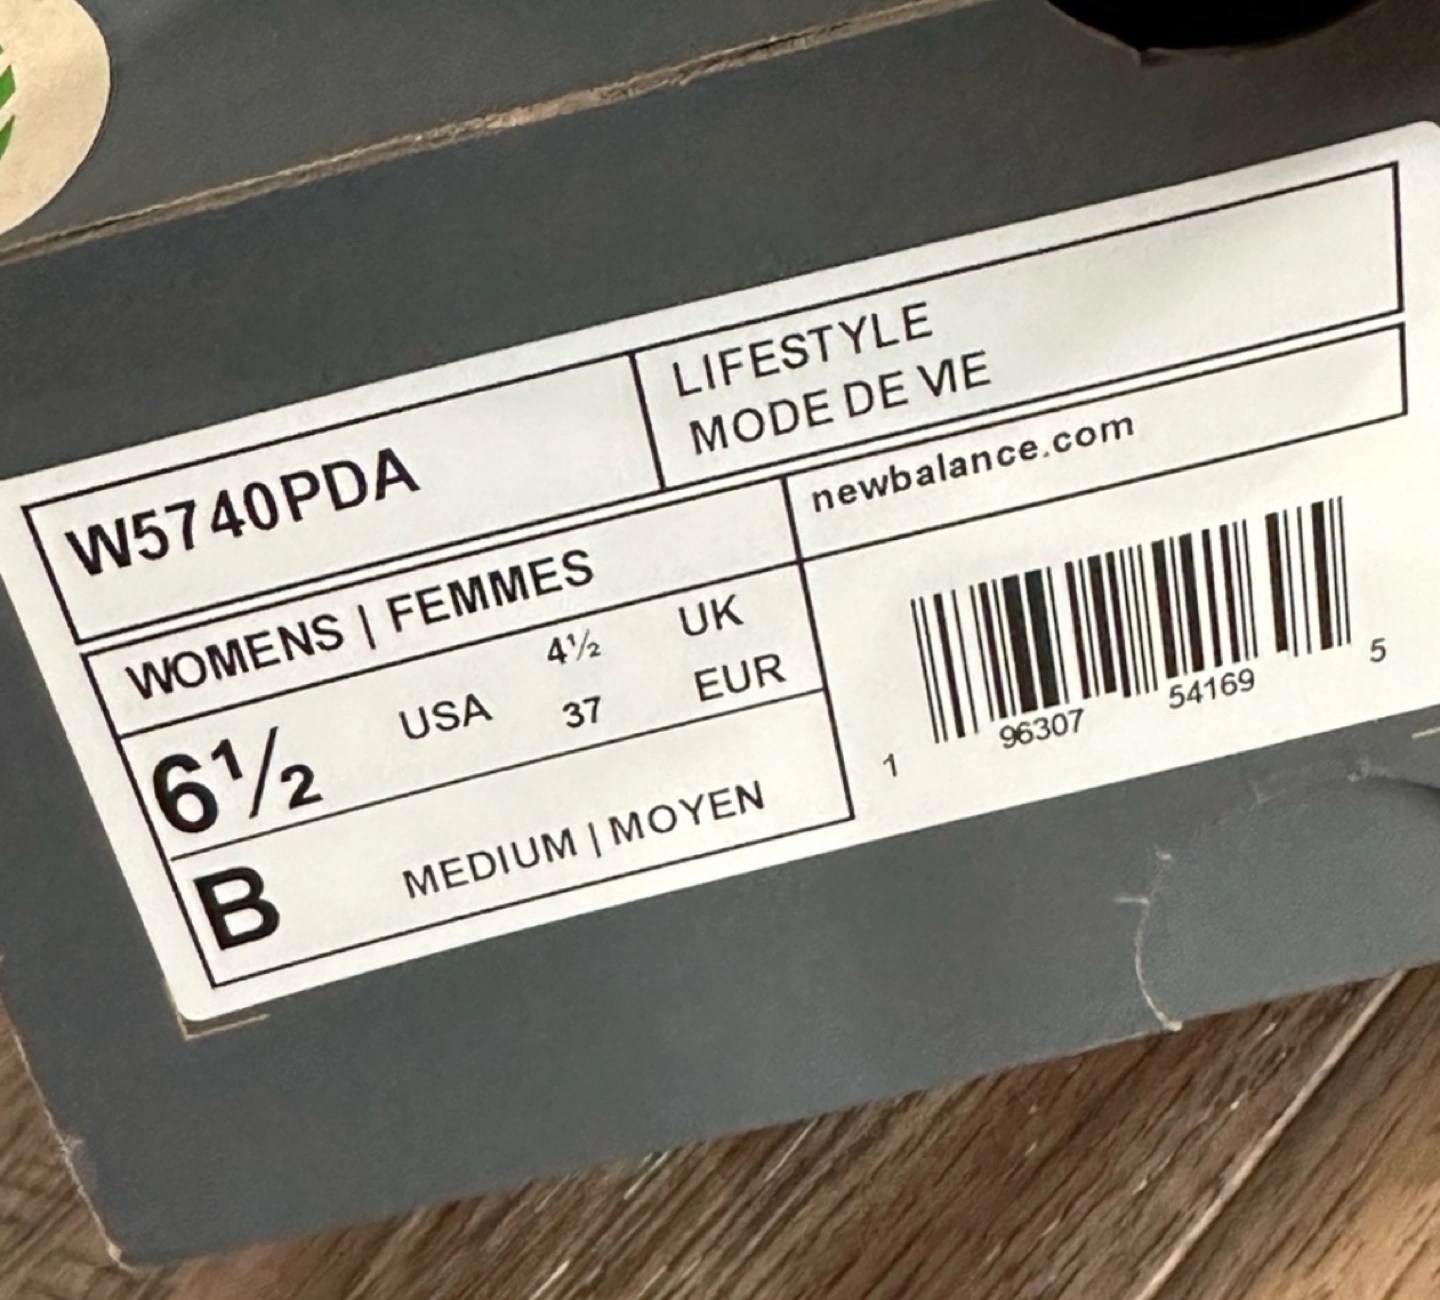 W5740PDA
LIFESTYLE
MODE DE VIE
WOMENS | FEMMES
newbalance.com
6½ USA 4½ UK
37 EUR
B MEDIUM | MOYEN
1 96307 54169 5